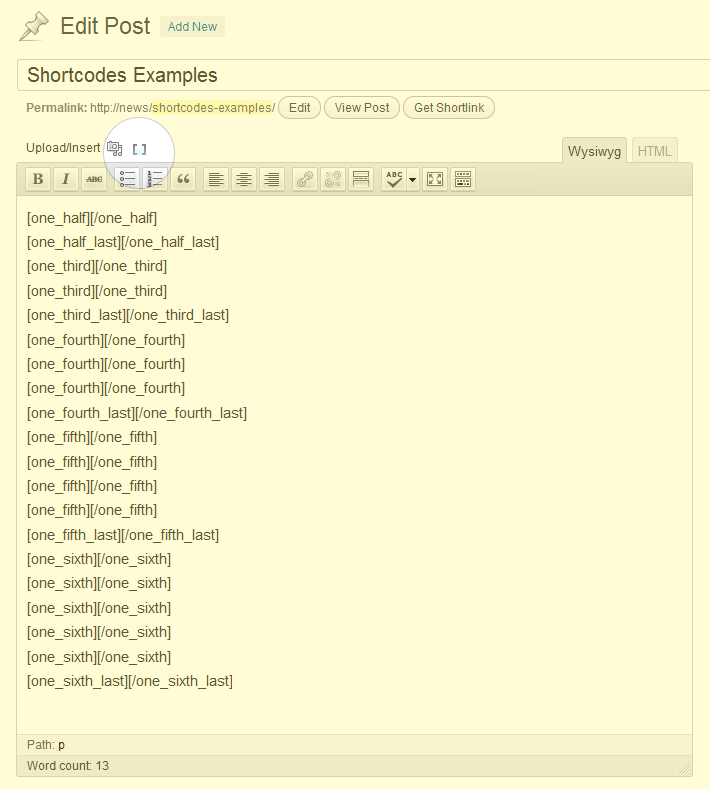 Edit Post Add New
Shortcodes Examples
Permalink: http://news/shortcodes-examples/ Edit View Post Get Shortlink
Upload/Insert [ ] Wysiwyg HTML
B I ABC 1 2 3 “ ABC
[one_half][/one_half]
[one_half_last][/one_half_last]
[one_third][/one_third]
[one_third][/one_third]
[one_third_last][/one_third_last]
[one_fourth][/one_fourth]
[one_fourth][/one_fourth]
[one_fourth][/one_fourth]
[one_fourth_last][/one_fourth_last]
[one_fifth][/one_fifth]
[one_fifth][/one_fifth]
[one_fifth][/one_fifth]
[one_fifth][/one_fifth]
[one_fifth_last][/one_fifth_last]
[one_sixth][/one_sixth]
[one_sixth][/one_sixth]
[one_sixth][/one_sixth]
[one_sixth][/one_sixth]
[one_sixth][/one_sixth]
[one_sixth_last][/one_sixth_last]
Path: p
Word count: 13